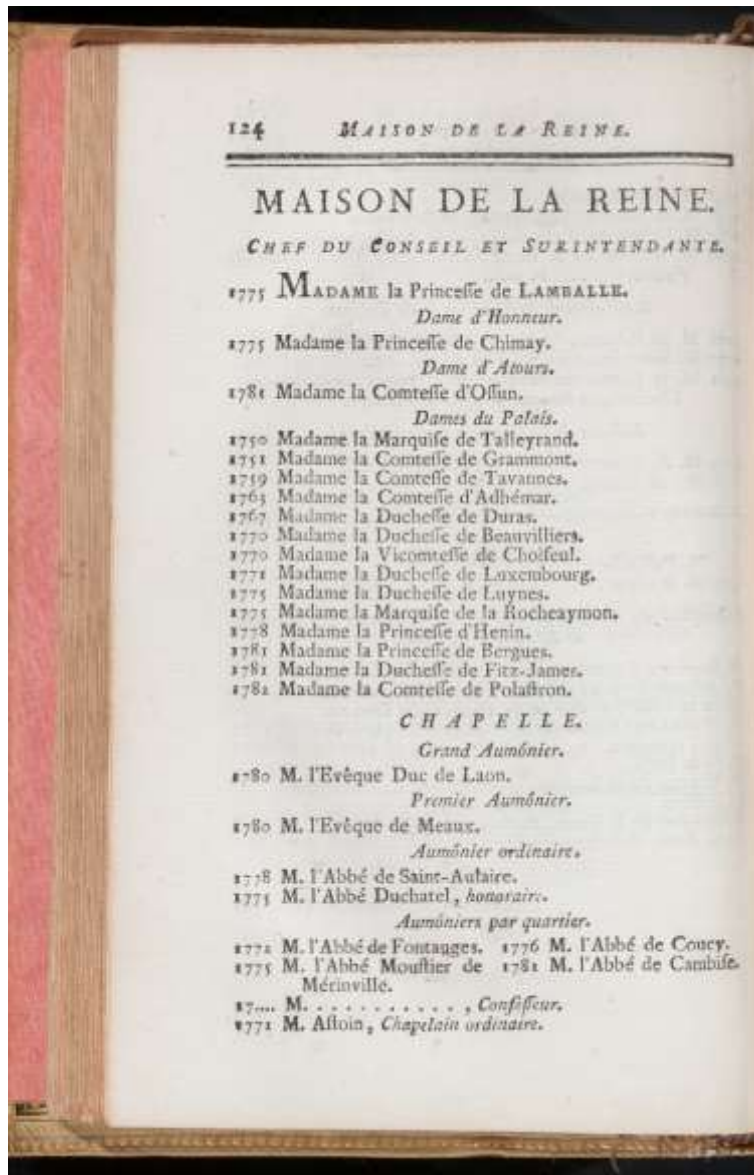 124 MAISON DE LA REINE.
MAISON DE LA REINE.
CHEF DU CONSEIL ET SURINTENDANTE.
1775 MADAME la Princeſſe de LAMBALLE.
Dame d'Honneur.
1775 Madame la Princeſſe de Chimay.
Dame d'Atours.
1781 Madame la Comteſſe d'Oſſun.
Dames du Palais.
1750 Madame la Marquiſe de Talleyrand.
1751 Madame la Comteſſe de Grammont.
1759 Madame la Comteſſe de Tavannes.
1763 Madame la Comteſſe d'Adhémar.
1767 Madame la Ducheſſe de Duras.
1770 Madame la Ducheſſe de Beauvilliers.
1770 Madame la Vicomteſſe de Choiſeul.
1771 Madame la Ducheſſe de Luxembourg.
1775 Madame la Ducheſſe de Luynes.
1775 Madame la Marquiſe de la Rocheaymon.
1778 Madame la Princeſſe d'Henin.
1781 Madame la Princeſſe de Bergues.
1781 Madame la Ducheſſe de Fitz-James.
1782 Madame la Comteſſe de Polaſtron.
CHAPELLE.
Grand Aumônier.
1780 M. l'Evêque Duc de Laon.
Premier Aumônier.
1780 M. l'Evêque de Meaux.
Aumônier ordinaire.
1778 M. l'Abbé de Saint-Aulaire.
1775 M. l'Abbé Duchatel, honoraire.
Aumôniers par quartier.
1772 M. l'Abbé de Fontanges. 1776 M. l'Abbé de Coucy.
1775 M. l'Abbé Mouſtier de 1781 M. l'Abbé de Cambiſe.
Mérinville.
17.... M. . . . . . . . . . . . , Confeſſeur.
1771 M. Aſtoin, Chapelain ordinaire.